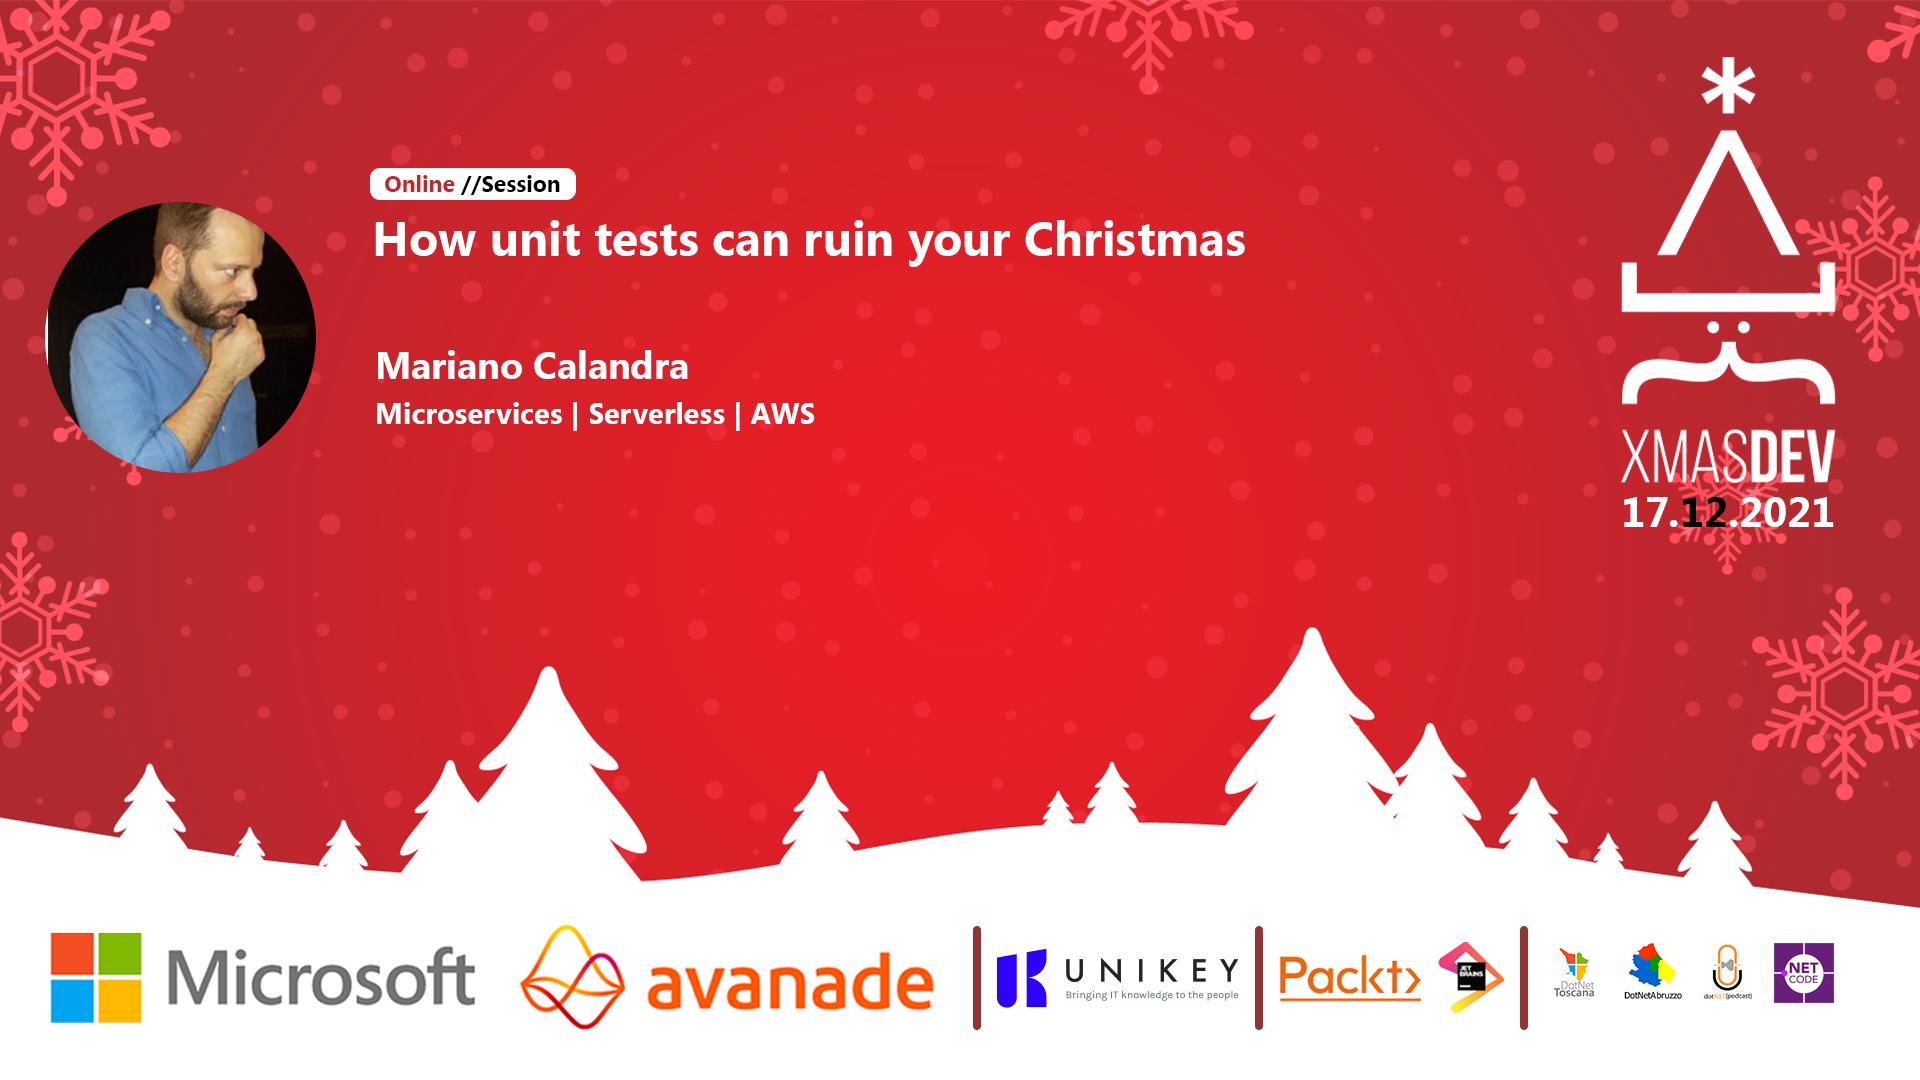 Online //Session
How unit tests can ruin your Christmas
Mariano Calandra
Microservices | Serverless | AWS
XMASDEV
17.12.2021
Microsoft
avanade
UNIKEY
Bringing IT knowledge to the people
Packt>
JET
BRAINS
DotNet
Toscana
DotNetAbruzzo
dotNET{podcast}
.NET
CODE